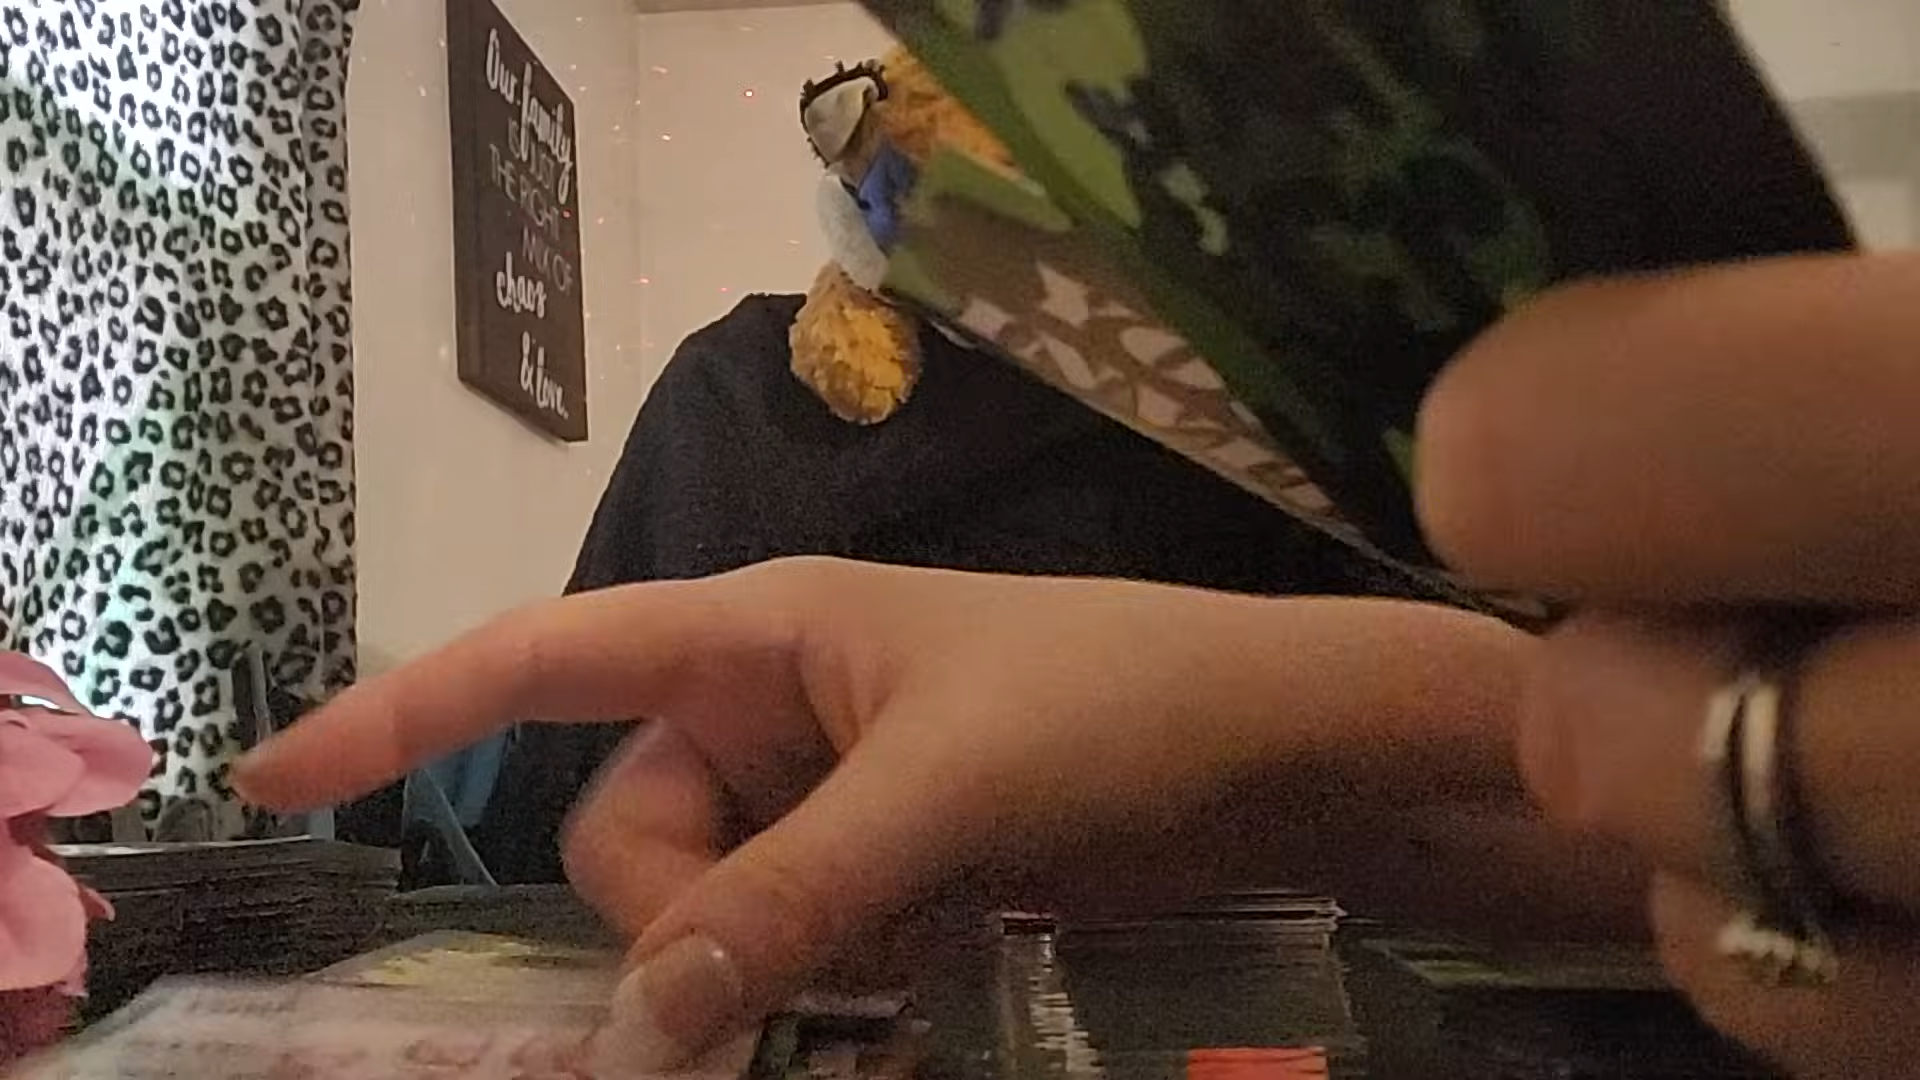 Our family
IS JUST
THE RIGHT
MIX OF
chaos
& love.